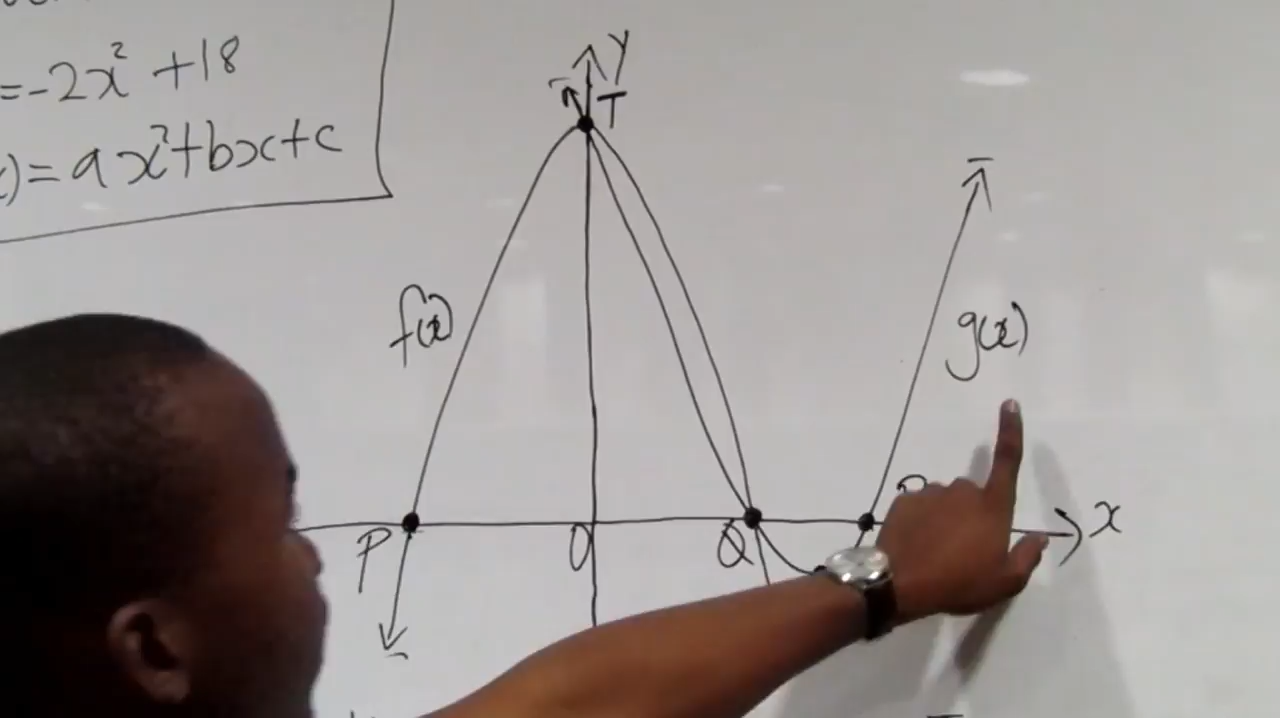 =-2x²+18
)=ax²+bx+c
y
T
f(x)
g(x)
P
O
Q
x